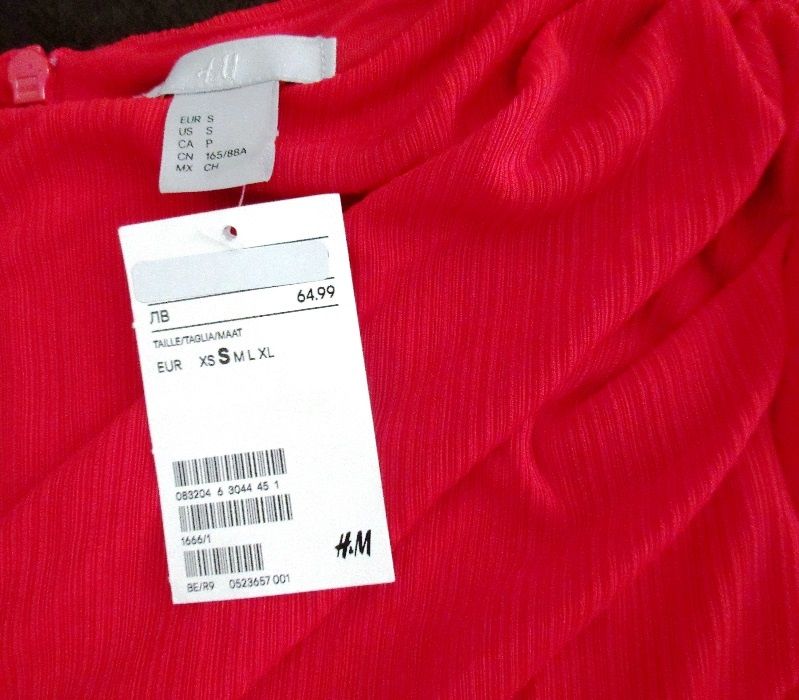 H&M
EUR S
US S
CA P
CN 165/88A
MX CH
64.99
ЛВ
TAILLE/TAGLIA/MAAT
EUR XS S M L XL
083204 6 3044 45 1
1666/1
H&M
BE/R9 0523657 001